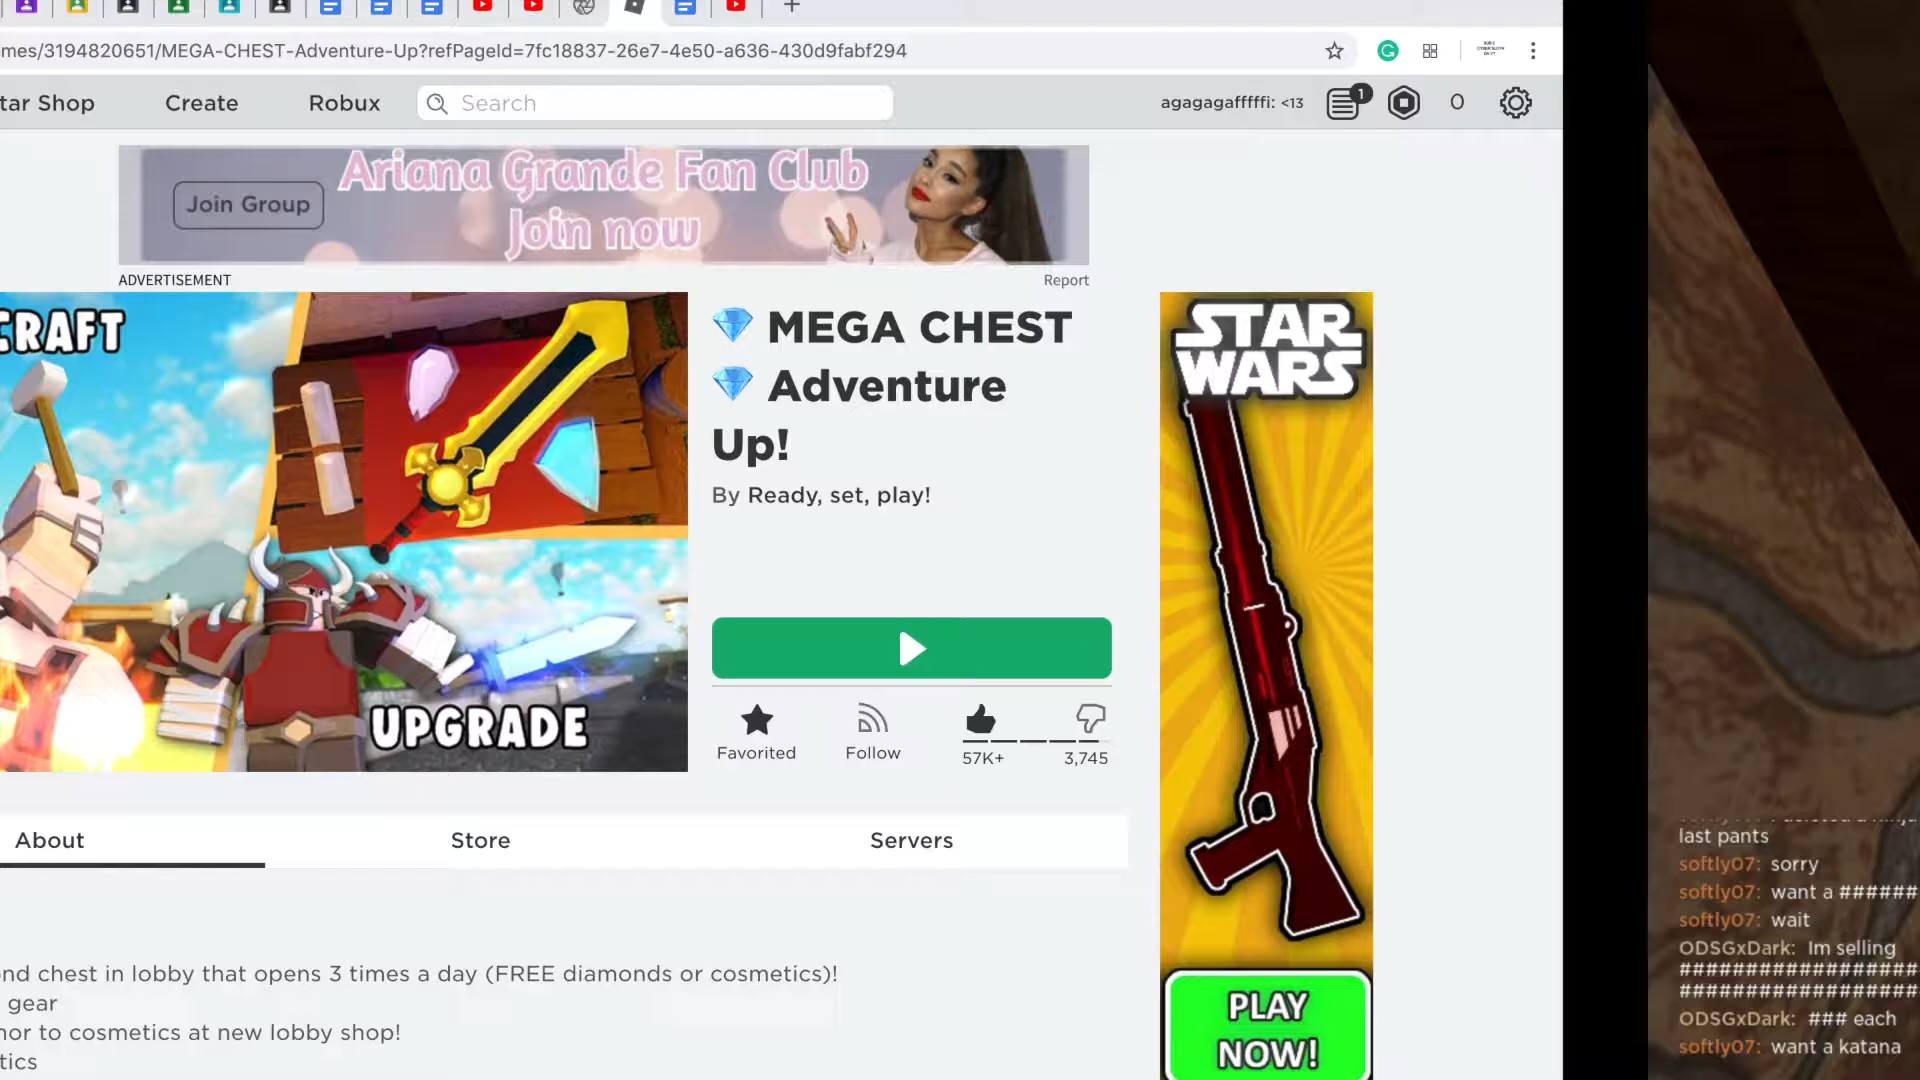 mes/3194820651/MEGA-CHEST-Adventure-Up?refPageId=7fc18837-26e7-4e50-a636-430d9fabf294
tar Shop
Create
Robux
Search
agagagafffffi: <13
1
0
Ariana Grande Fan Club
Join Group
Join now
ADVERTISEMENT
Report
CRAFT
UPGRADE
MEGA CHEST
Adventure
Up!
By Ready, set, play!
Favorited
Follow
57K+
3,745
STAR
WARS
PLAY
NOW!
About
Store
Servers
nd chest in lobby that opens 3 times a day (FREE diamonds or cosmetics)!
gear
nor to cosmetics at new lobby shop!
tics
last pants
softly07: sorry
softly07: want a ######
softly07: wait
ODSGxDark: Im selling
##################
##################
ODSGxDark: ### each
softly07: want a katana